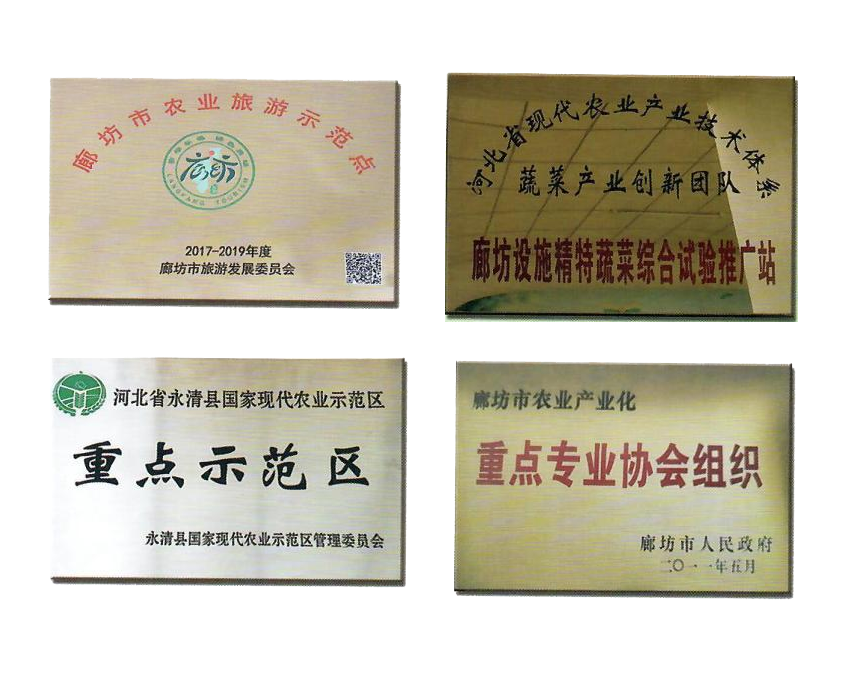 廊坊市农业旅游示范点
LANGFANG TOURISM
2017-2019年度
廊坊市旅游发展委员会
河北省现代农业产业技术体系
蔬菜产业创新团队
廊坊设施精特蔬菜综合试验推广站
河北省永清县国家现代农业示范区
重点示范区
永清县国家现代农业示范区管理委员会
廊坊市农业产业化
重点专业协会组织
廊坊市人民政府
二〇一一年五月